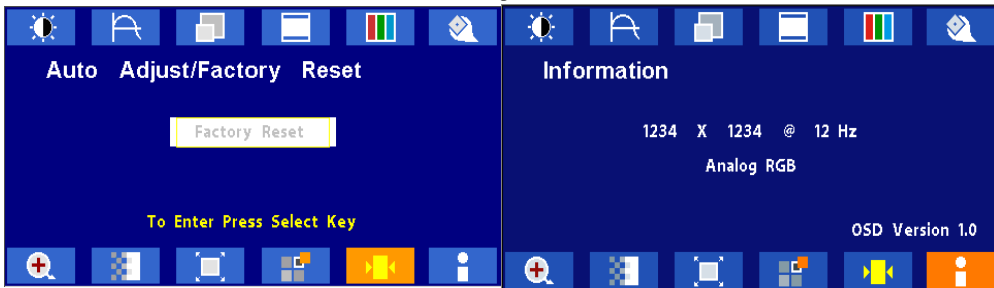 Auto Adjust/Factory Reset
Factory Reset
To Enter Press Select Key
Information
1234 X 1234 @ 12 Hz
Analog RGB
OSD Version 1.0